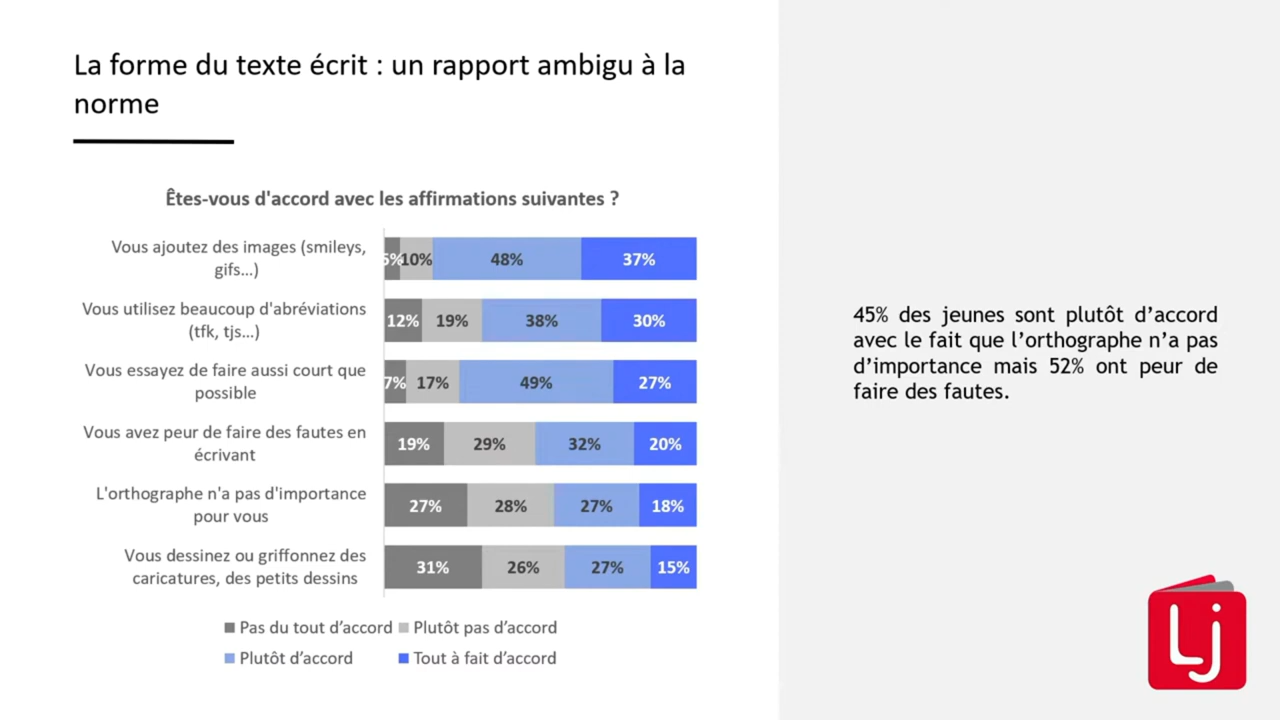 La forme du texte écrit : un rapport ambigu à la
norme
Êtes-vous d'accord avec les affirmations suivantes ?
Vous ajoutez des images (smileys,
gifs...)
5% 10% 48% 37%
Vous utilisez beaucoup d'abréviations
(tfk, tjs...)
12% 19% 38% 30%
Vous essayez de faire aussi court que
possible
7% 17% 49% 27%
Vous avez peur de faire des fautes en
écrivant
19% 29% 32% 20%
L'orthographe n'a pas d'importance
pour vous
27% 28% 27% 18%
Vous dessinez ou griffonnez des
caricatures, des petits dessins
31% 26% 27% 15%
Pas du tout d’accord Plutôt pas d’accord
Plutôt d’accord Tout à fait d’accord
45% des jeunes sont plutôt d’accord
avec le fait que l’orthographe n’a pas
d’importance mais 52% ont peur de
faire des fautes.
Lj